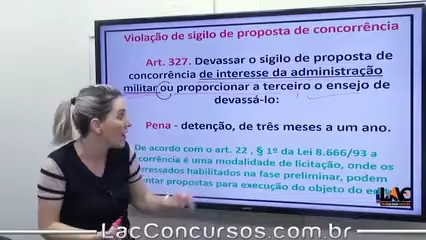 Violação de sigilo de proposta de concorrência
Art. 327. Devassar o sigilo de proposta de
concorrência de interesse da administração
militar ou proporcionar a terceiro o ensejo de
devassá-lo:
Pena - detenção, de três meses a um ano.
De acordo com o art. 22 , § 1º da Lei 8.666/93 a
corrência é uma modalidade de licitação, onde os
ressados habilitados na fase preliminar, podem
ntar propostas para execução do objeto do
LAC
LacConcursos.com.br